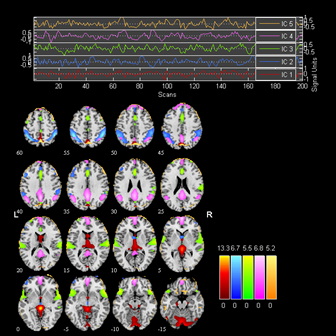 IC 5
IC 4
IC 3
IC 2
IC 1
Signal Units
20 40 60 80 100 120 140 160 180 200
Scans
60 55 50 45
40 35 30 25
L R
20 15 10 5
13.3 6.7 5.5 6.8 5.2
0 0 0 0 0
0 -5 -10 -15